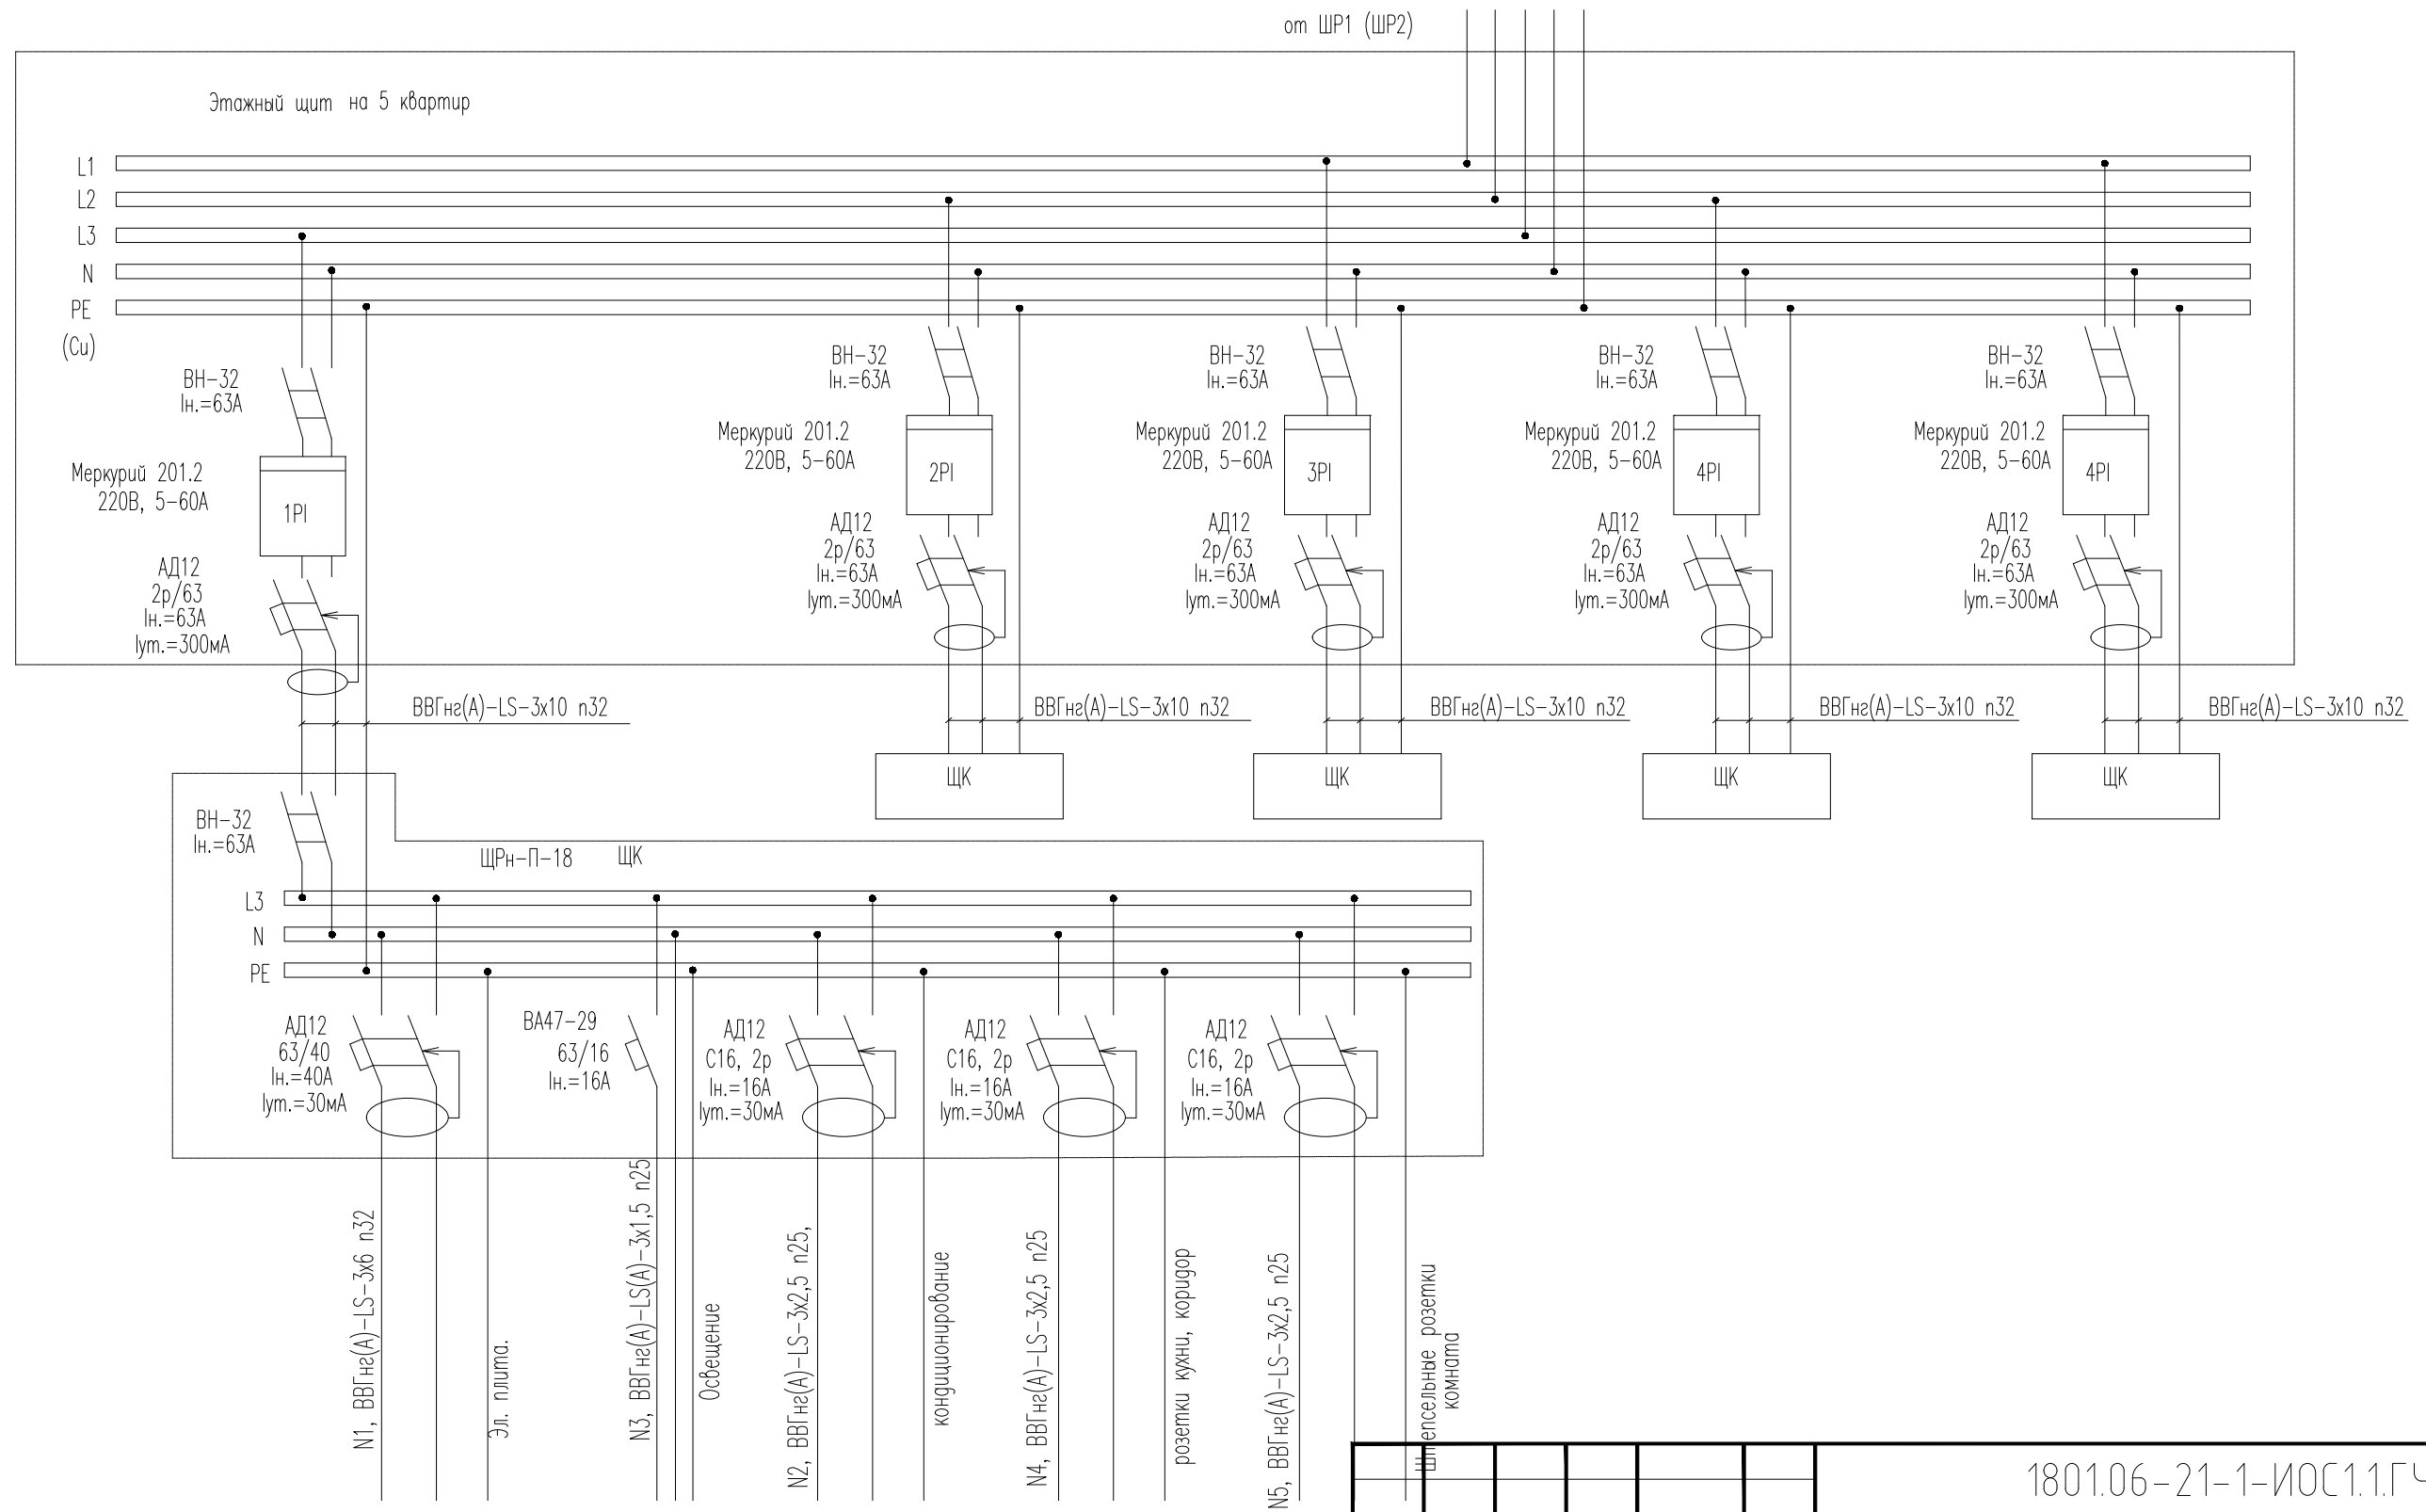 от ШР1 (ШР2)
Этажный щит на 5 квартир
L1
L2
L3
N
PE
(Cu)
ВН-32
Iн.=63А
Меркурий 201.2
220В, 5-60А
1PI
АД12
2р/63
Iн.=63А
Iут.=300мА
ВВГнг(А)-LS-3х10 п32
ВН-32
Iн.=63А
Меркурий 201.2
220В, 5-60А
2PI
АД12
2р/63
Iн.=63А
Iут.=300мА
ВВГнг(А)-LS-3х10 п32
ЩК
ВН-32
Iн.=63А
Меркурий 201.2
220В, 5-60А
3PI
АД12
2р/63
Iн.=63А
Iут.=300мА
ВВГнг(А)-LS-3х10 п32
ЩК
ВН-32
Iн.=63А
Меркурий 201.2
220В, 5-60А
4PI
АД12
2р/63
Iн.=63А
Iут.=300мА
ВВГнг(А)-LS-3х10 п32
ЩК
ВН-32
Iн.=63А
Меркурий 201.2
220В, 5-60А
4PI
АД12
2р/63
Iн.=63А
Iут.=300мА
ВВГнг(А)-LS-3х10 п32
ЩК
ВН-32
Iн.=63А
ЩРн-П-18 ЩК
L3
N
PE
АД12
63/40
Iн.=40А
Iут.=30мА
ВА47-29
63/16
Iн.=16А
АД12
С16, 2р
Iн.=16А
Iут.=30мА
АД12
С16, 2р
Iн.=16А
Iут.=30мА
АД12
С16, 2р
Iн.=16А
Iут.=30мА
N1, ВВГнг(А)-LS-3х6 п32
Эл. плита.
N3, ВВГнг(А)-LS(А)-3х1,5 п25
Освещение
N2, ВВГнг(А)-LS-3х2,5 п25,
кондиционирование
N4, ВВГнг(А)-LS-3х2,5 п25
розетки кухни, коридор
N5, ВВГнг(А)-LS-3х2,5 п25
Штепсельные розетки
комната
1801.06-21-1-ИОС1.1.ГЧ